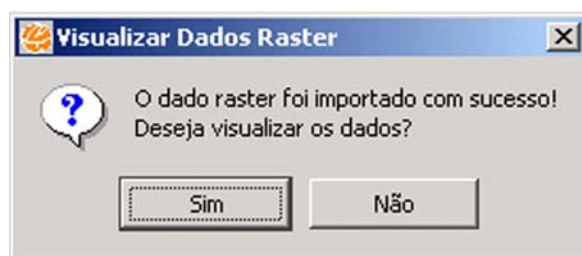 Visualizar Dados Raster
O dado raster foi importado com sucesso!
Deseja visualizar os dados?
Sim
Não